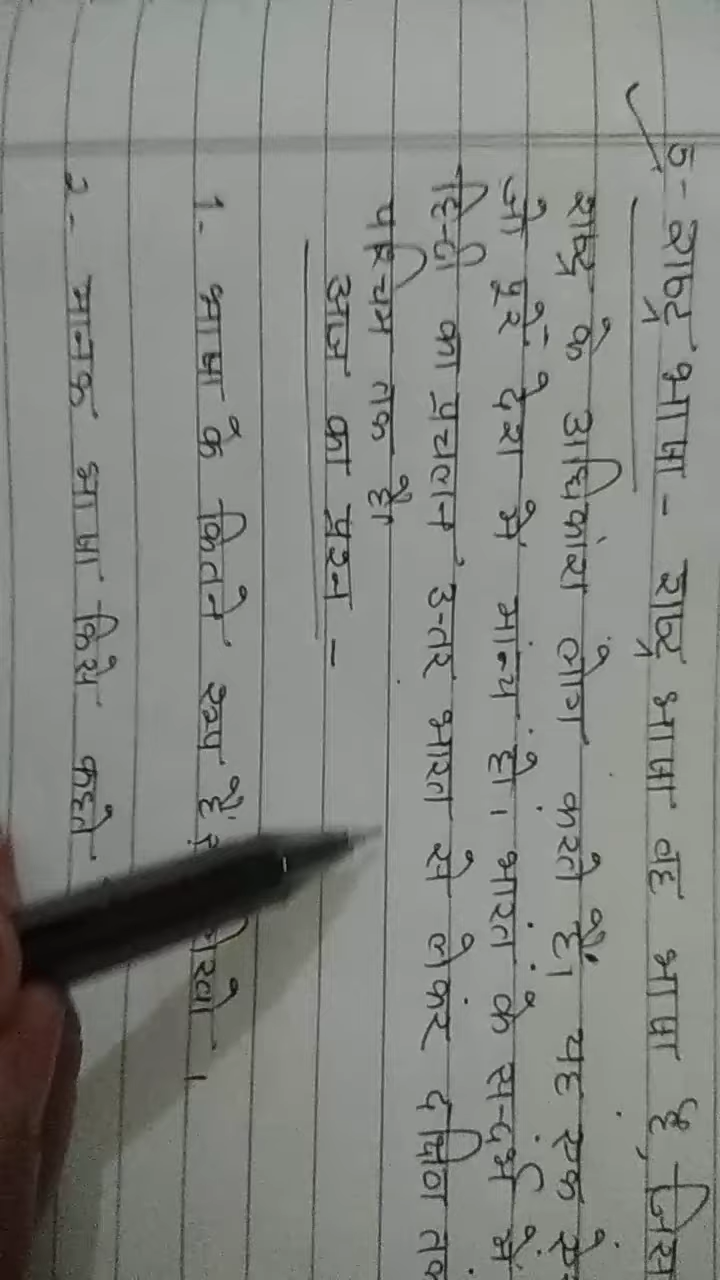 5- राष्ट्र भाषा - राष्ट्र भाषा वह भाषा है, जिस
राष्ट्र के अधिकांश लोग करते हैं। यह एक
जो पूरे देश में मान्य हो। भारत के सन्दर्भ में
हिन्दी का प्रचलन उत्तर भारत से लेकर दक्षिण तक
पश्चिम तक है।
आज का प्रश्न -
1. भाषा के कितने रूप हैं?
2. मानक भाषा किसे कहते